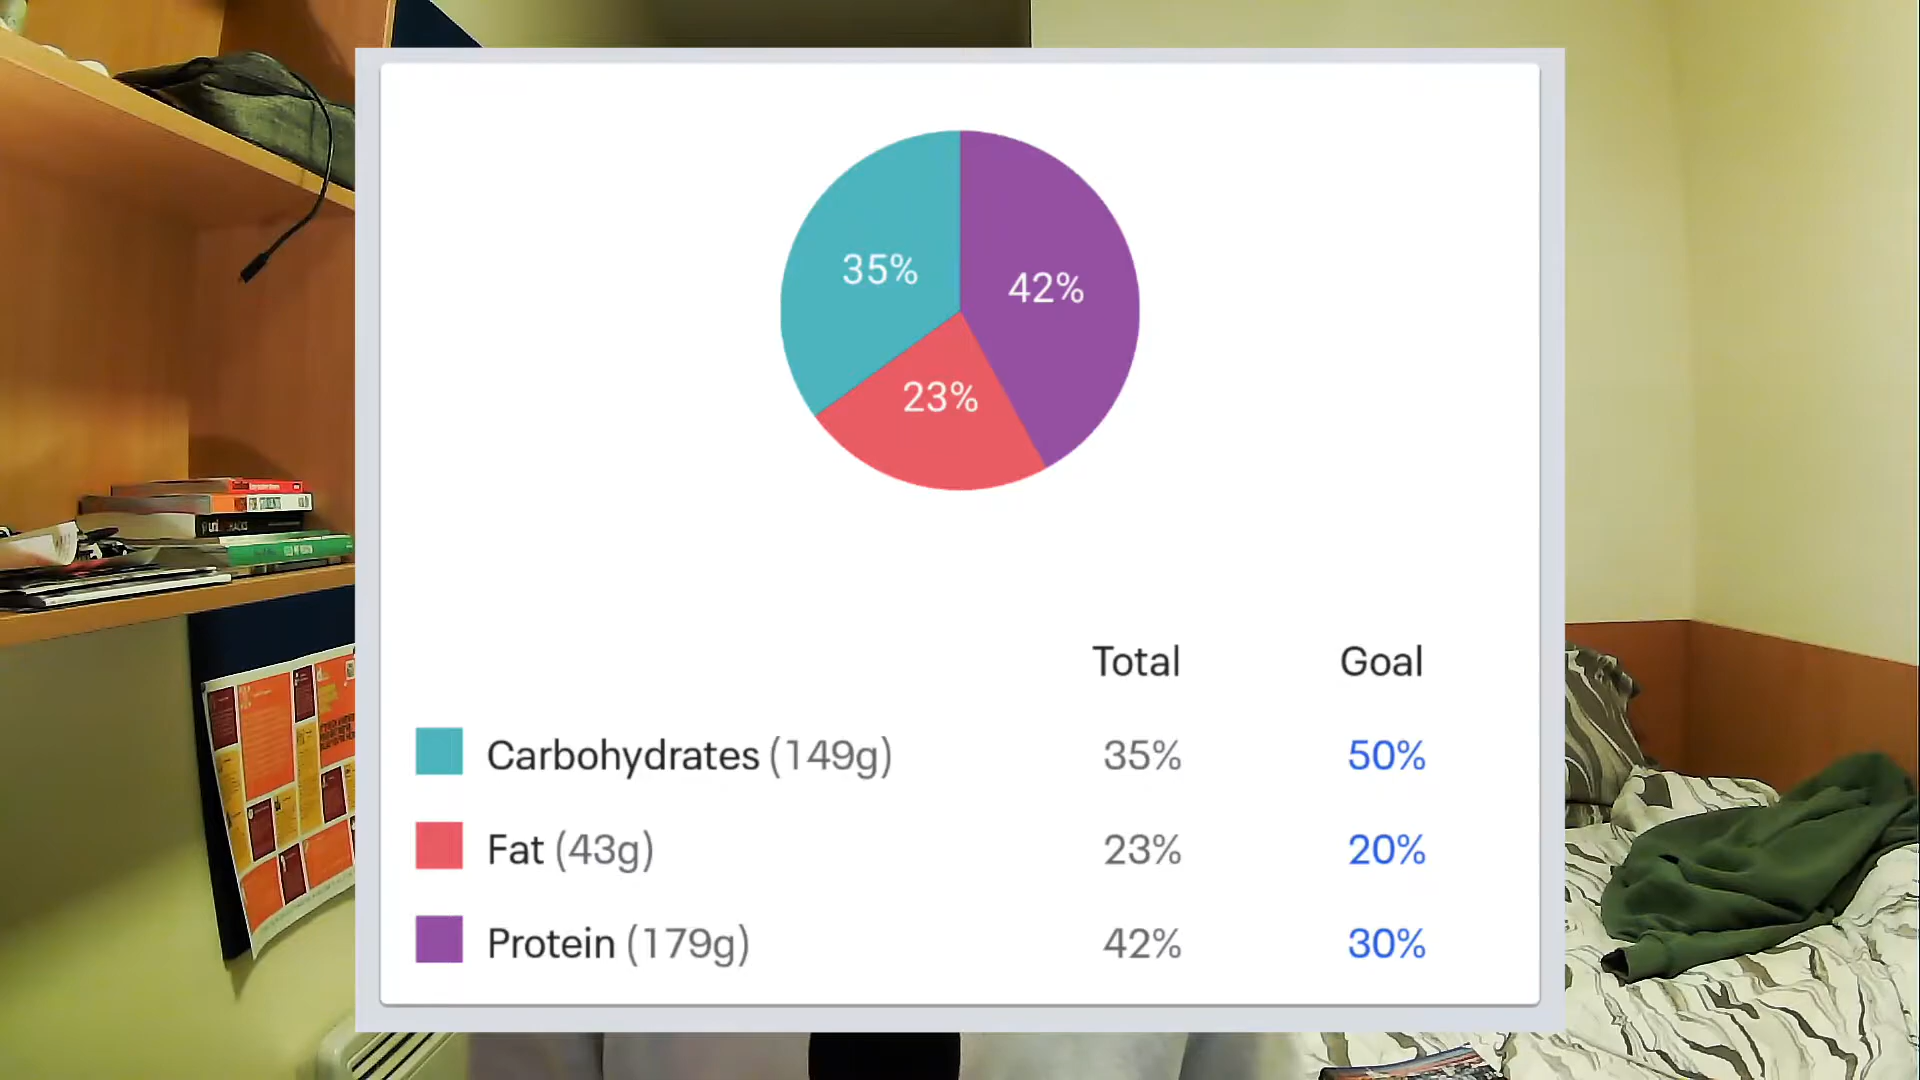 35%
42%
23%
Total Goal
Carbohydrates (149g) 35% 50%
Fat (43g) 23% 20%
Protein (179g) 42% 30%